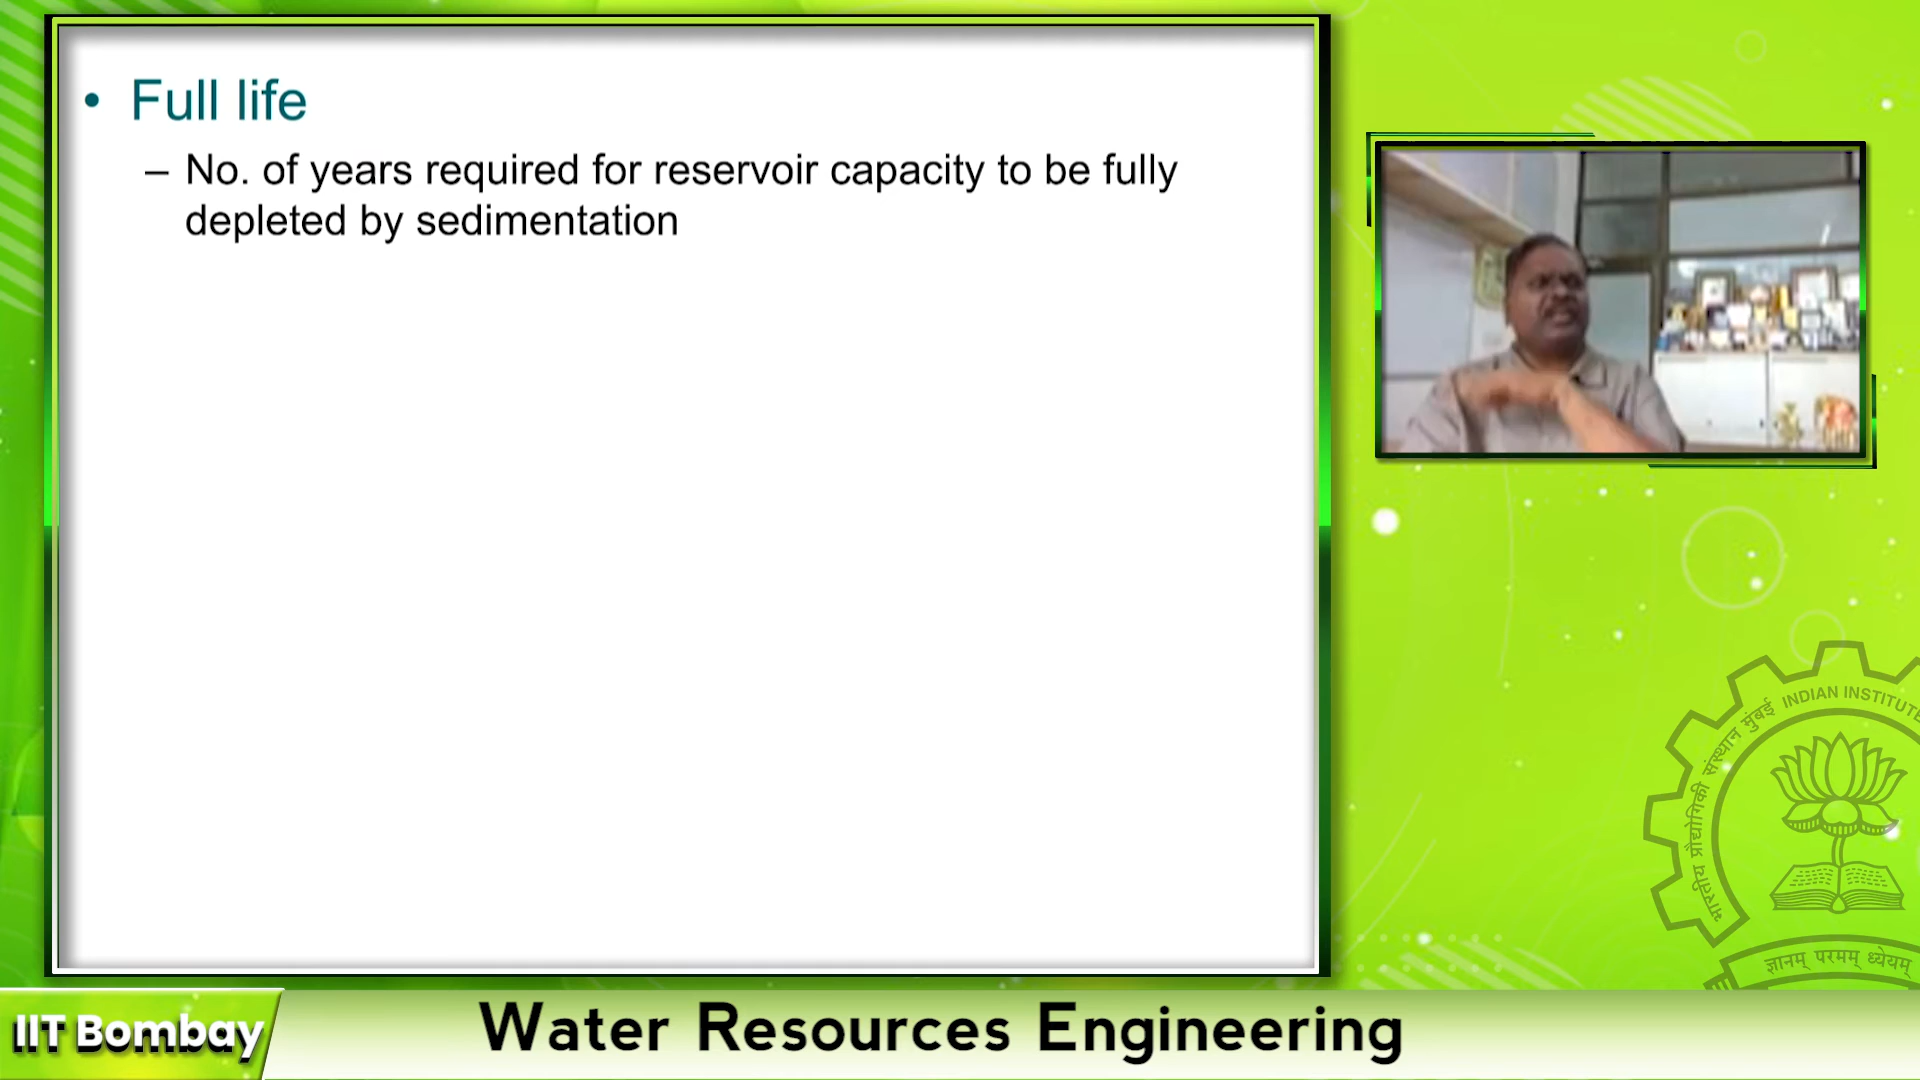 • Full life
– No. of years required for reservoir capacity to be fully
depleted by sedimentation
भारतीय प्रौद्योगिकी संस्थान मुंबई INDIAN INSTITUTE
ज्ञानम् परमम् ध्येयम्
IIT Bombay
Water Resources Engineering